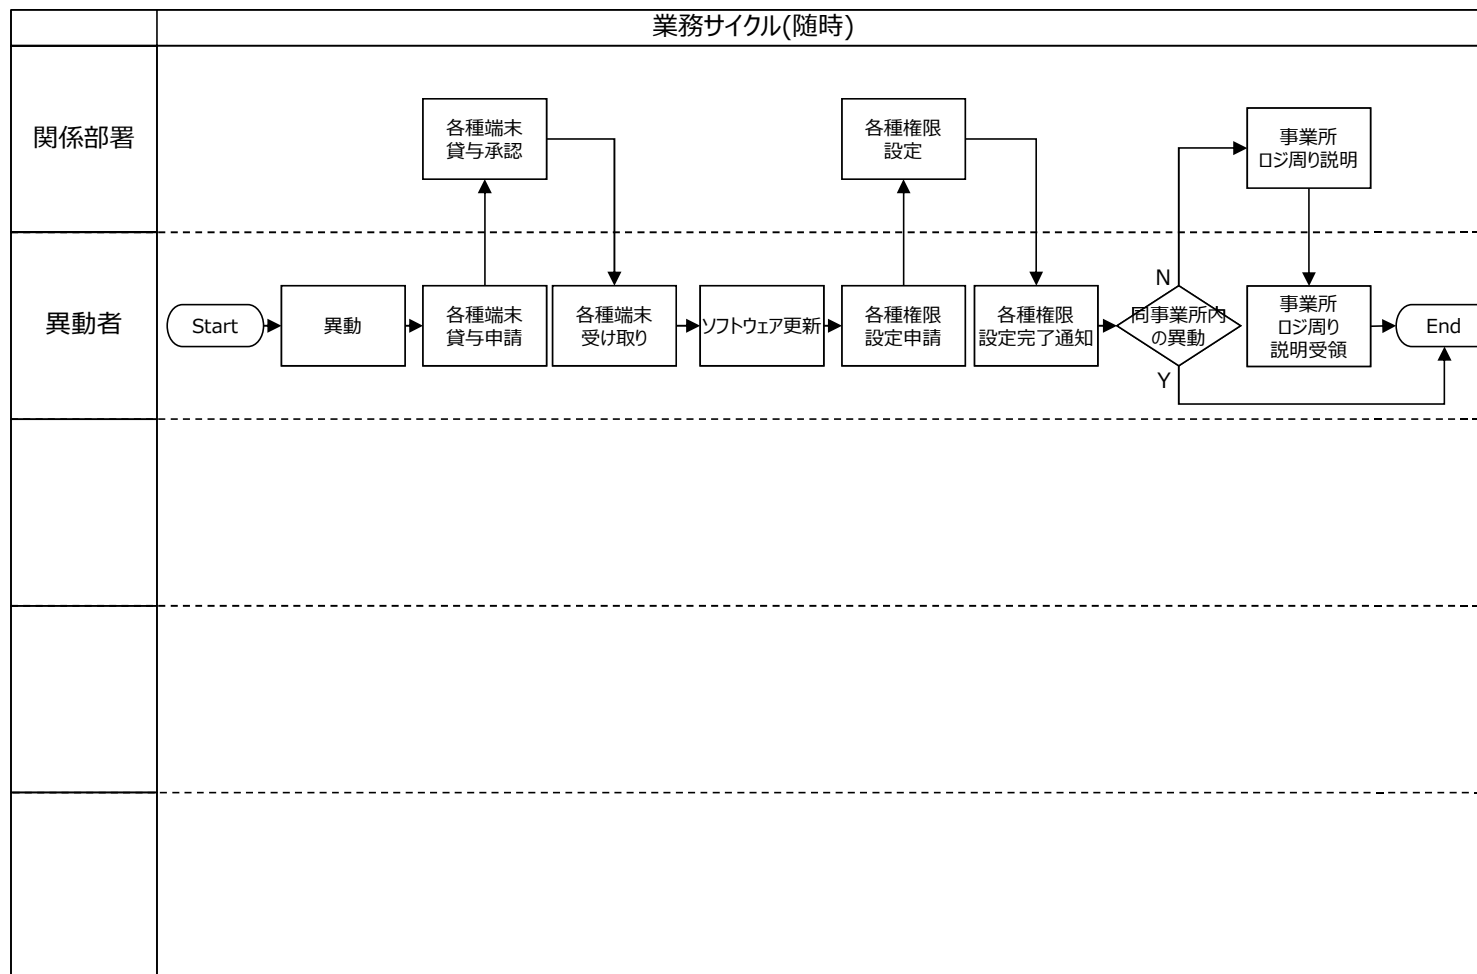 業務サイクル(随時)
関係部署
各種端末
貸与承認
各種権限
設定
事業所
ロジ周り説明
異動者
Start
異動
各種端末
貸与申請
各種端末
受け取り
ソフトウェア更新
各種権限
設定申請
各種権限
設定完了通知
N
同事業所内
の異動
Y
事業所
ロジ周り
説明受領
End